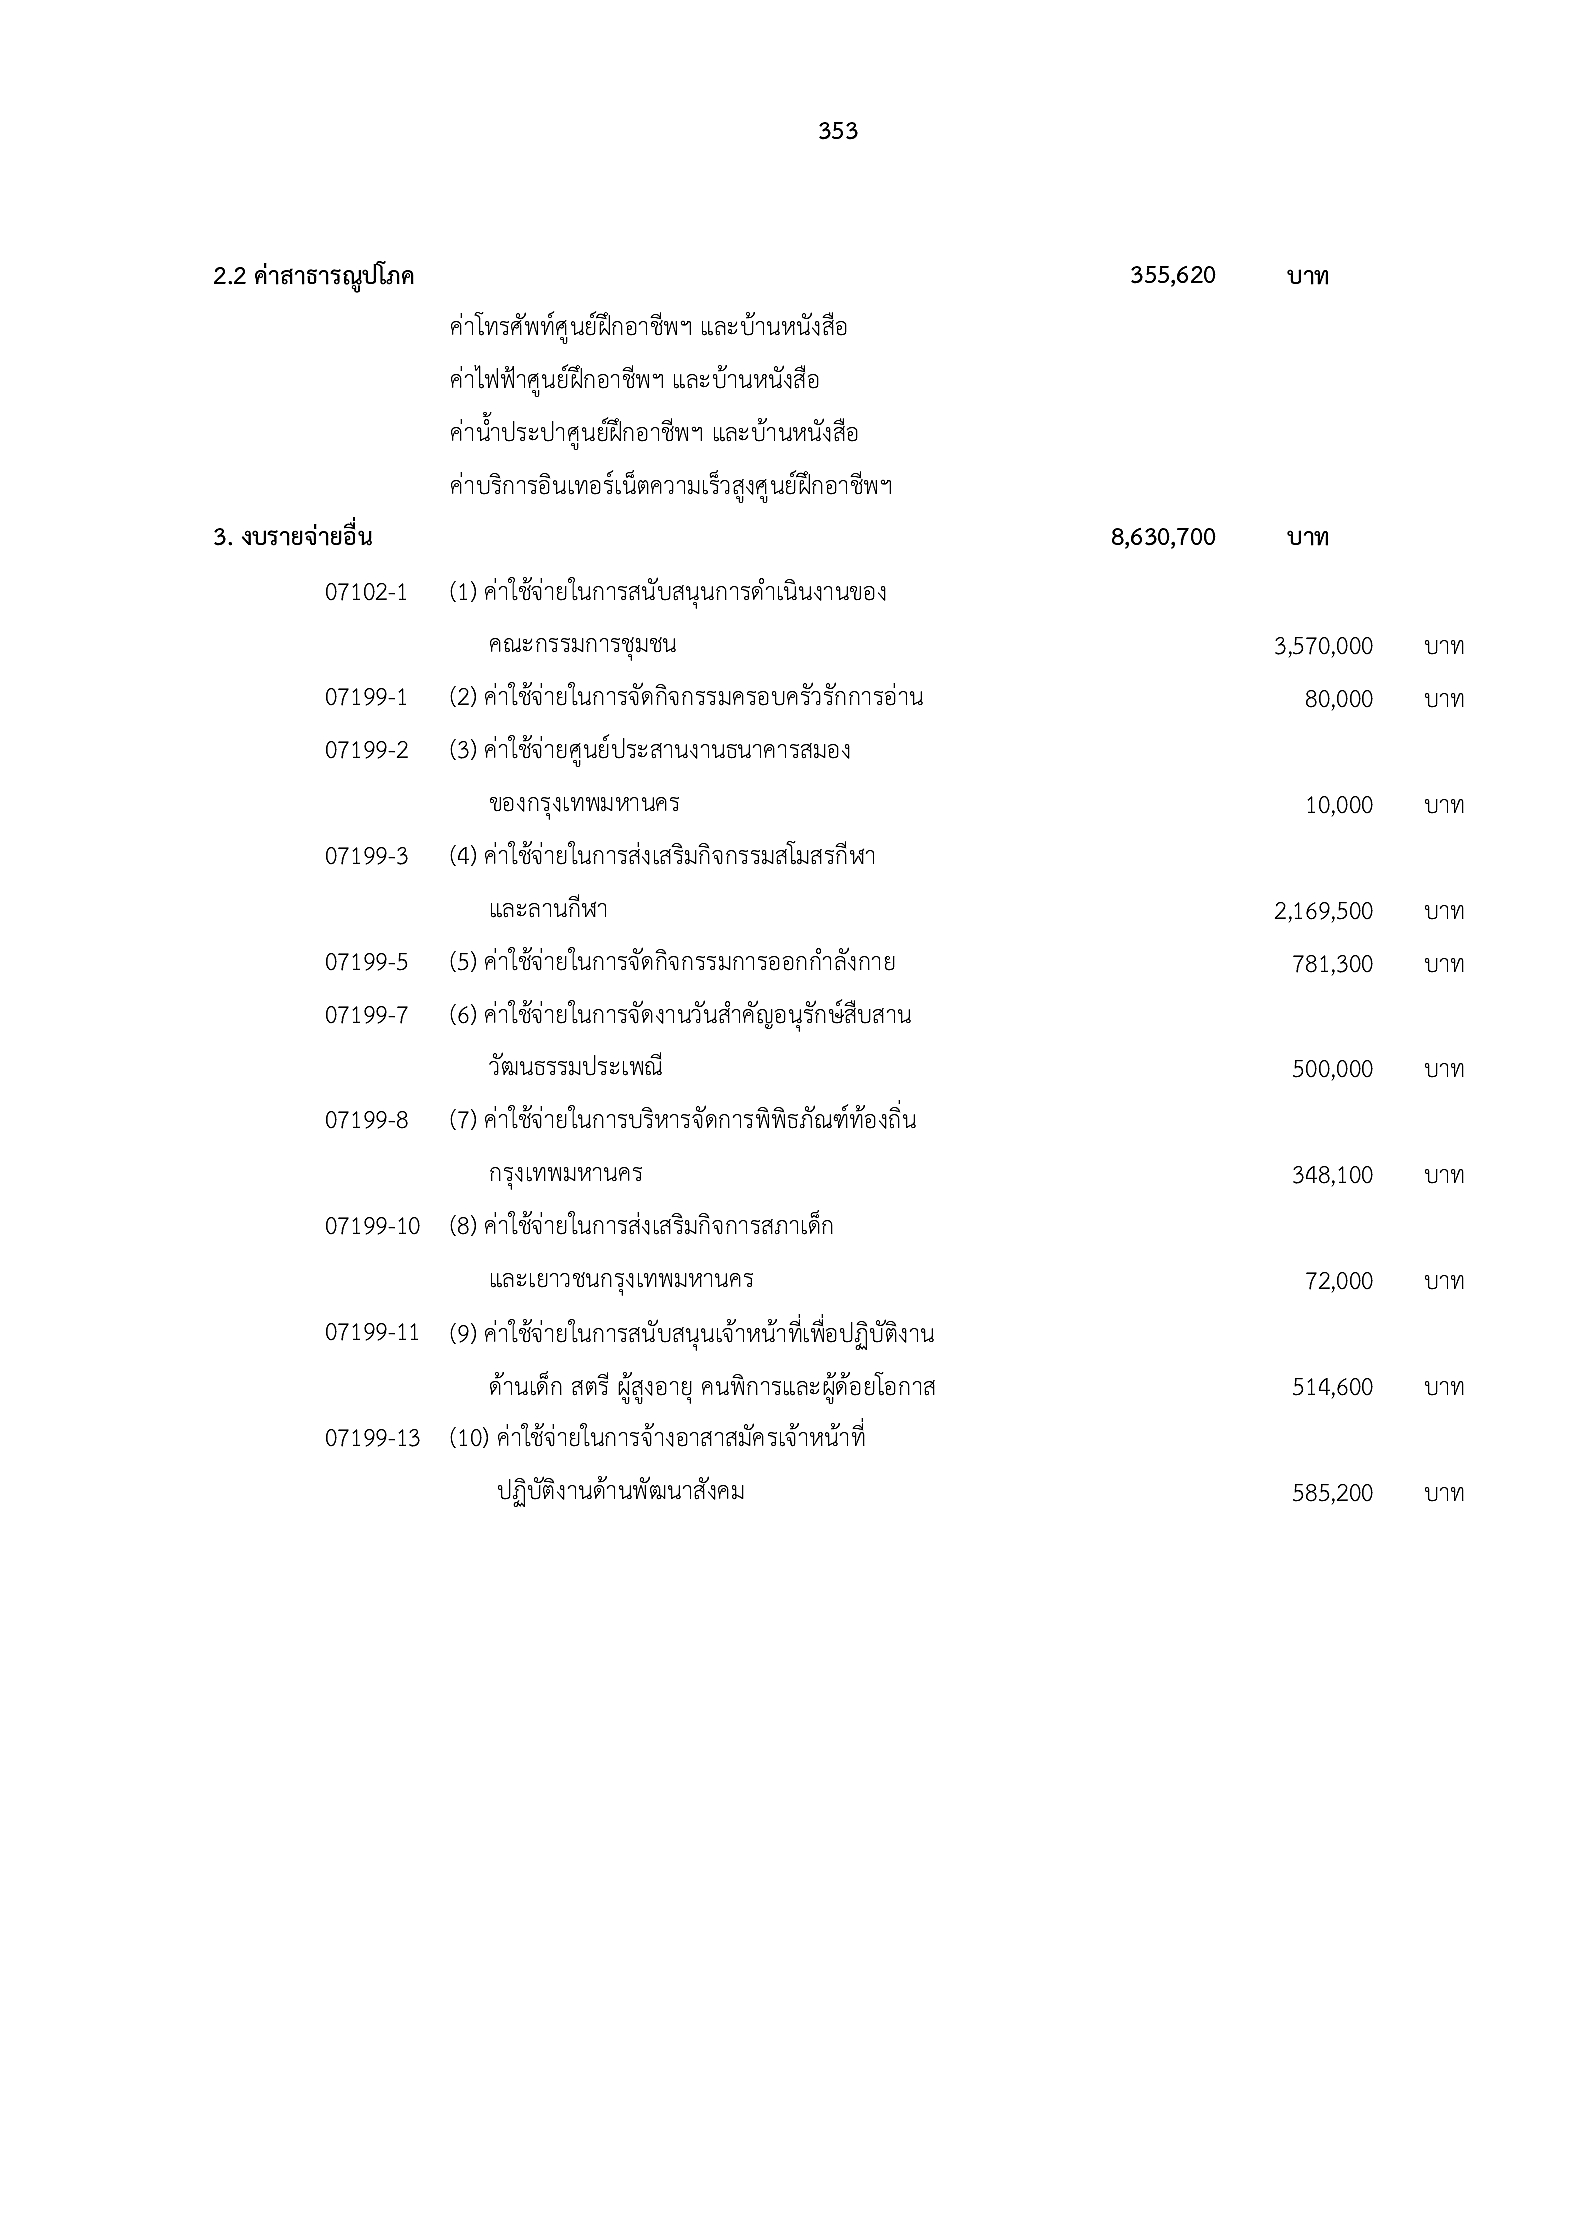 353
2.2 ค่าสาธารณูปโภค 355,620 บาท
ค่าโทรศัพท์ศูนย์ฝึกอาชีพฯ และบ้านหนังสือ
ค่าไฟฟ้าศูนย์ฝึกอาชีพฯ และบ้านหนังสือ
ค่าน้ำประปาศูนย์ฝึกอาชีพฯ และบ้านหนังสือ
ค่าบริการอินเทอร์เน็ตความเร็วสูงศูนย์ฝึกอาชีพฯ
3. งบรายจ่ายอื่น 8,630,700 บาท
07102-1 (1) ค่าใช้จ่ายในการสนับสนุนการดำเนินงานของ
คณะกรรมการชุมชน 3,570,000 บาท
07199-1 (2) ค่าใช้จ่ายในการจัดกิจกรรมครอบครัวรักการอ่าน 80,000 บาท
07199-2 (3) ค่าใช้จ่ายศูนย์ประสานงานธนาคารสมอง
ของกรุงเทพมหานคร 10,000 บาท
07199-3 (4) ค่าใช้จ่ายในการส่งเสริมกิจกรรมสโมสรกีฬา
และลานกีฬา 2,169,500 บาท
07199-5 (5) ค่าใช้จ่ายในการจัดกิจกรรมการออกกำลังกาย 781,300 บาท
07199-7 (6) ค่าใช้จ่ายในการจัดงานวันสำคัญอนุรักษ์สืบสาน
วัฒนธรรมประเพณี 500,000 บาท
07199-8 (7) ค่าใช้จ่ายในการบริหารจัดการพิพิธภัณฑ์ท้องถิ่น
กรุงเทพมหานคร 348,100 บาท
07199-10 (8) ค่าใช้จ่ายในการส่งเสริมกิจการสภาเด็ก
และเยาวชนกรุงเทพมหานคร 72,000 บาท
07199-11 (9) ค่าใช้จ่ายในการสนับสนุนเจ้าหน้าที่เพื่อปฏิบัติงาน
ด้านเด็ก สตรี ผู้สูงอายุ คนพิการและผู้ด้อยโอกาส 514,600 บาท
07199-13 (10) ค่าใช้จ่ายในการจ้างอาสาสมัครเจ้าหน้าที่
ปฏิบัติงานด้านพัฒนาสังคม 585,200 บาท